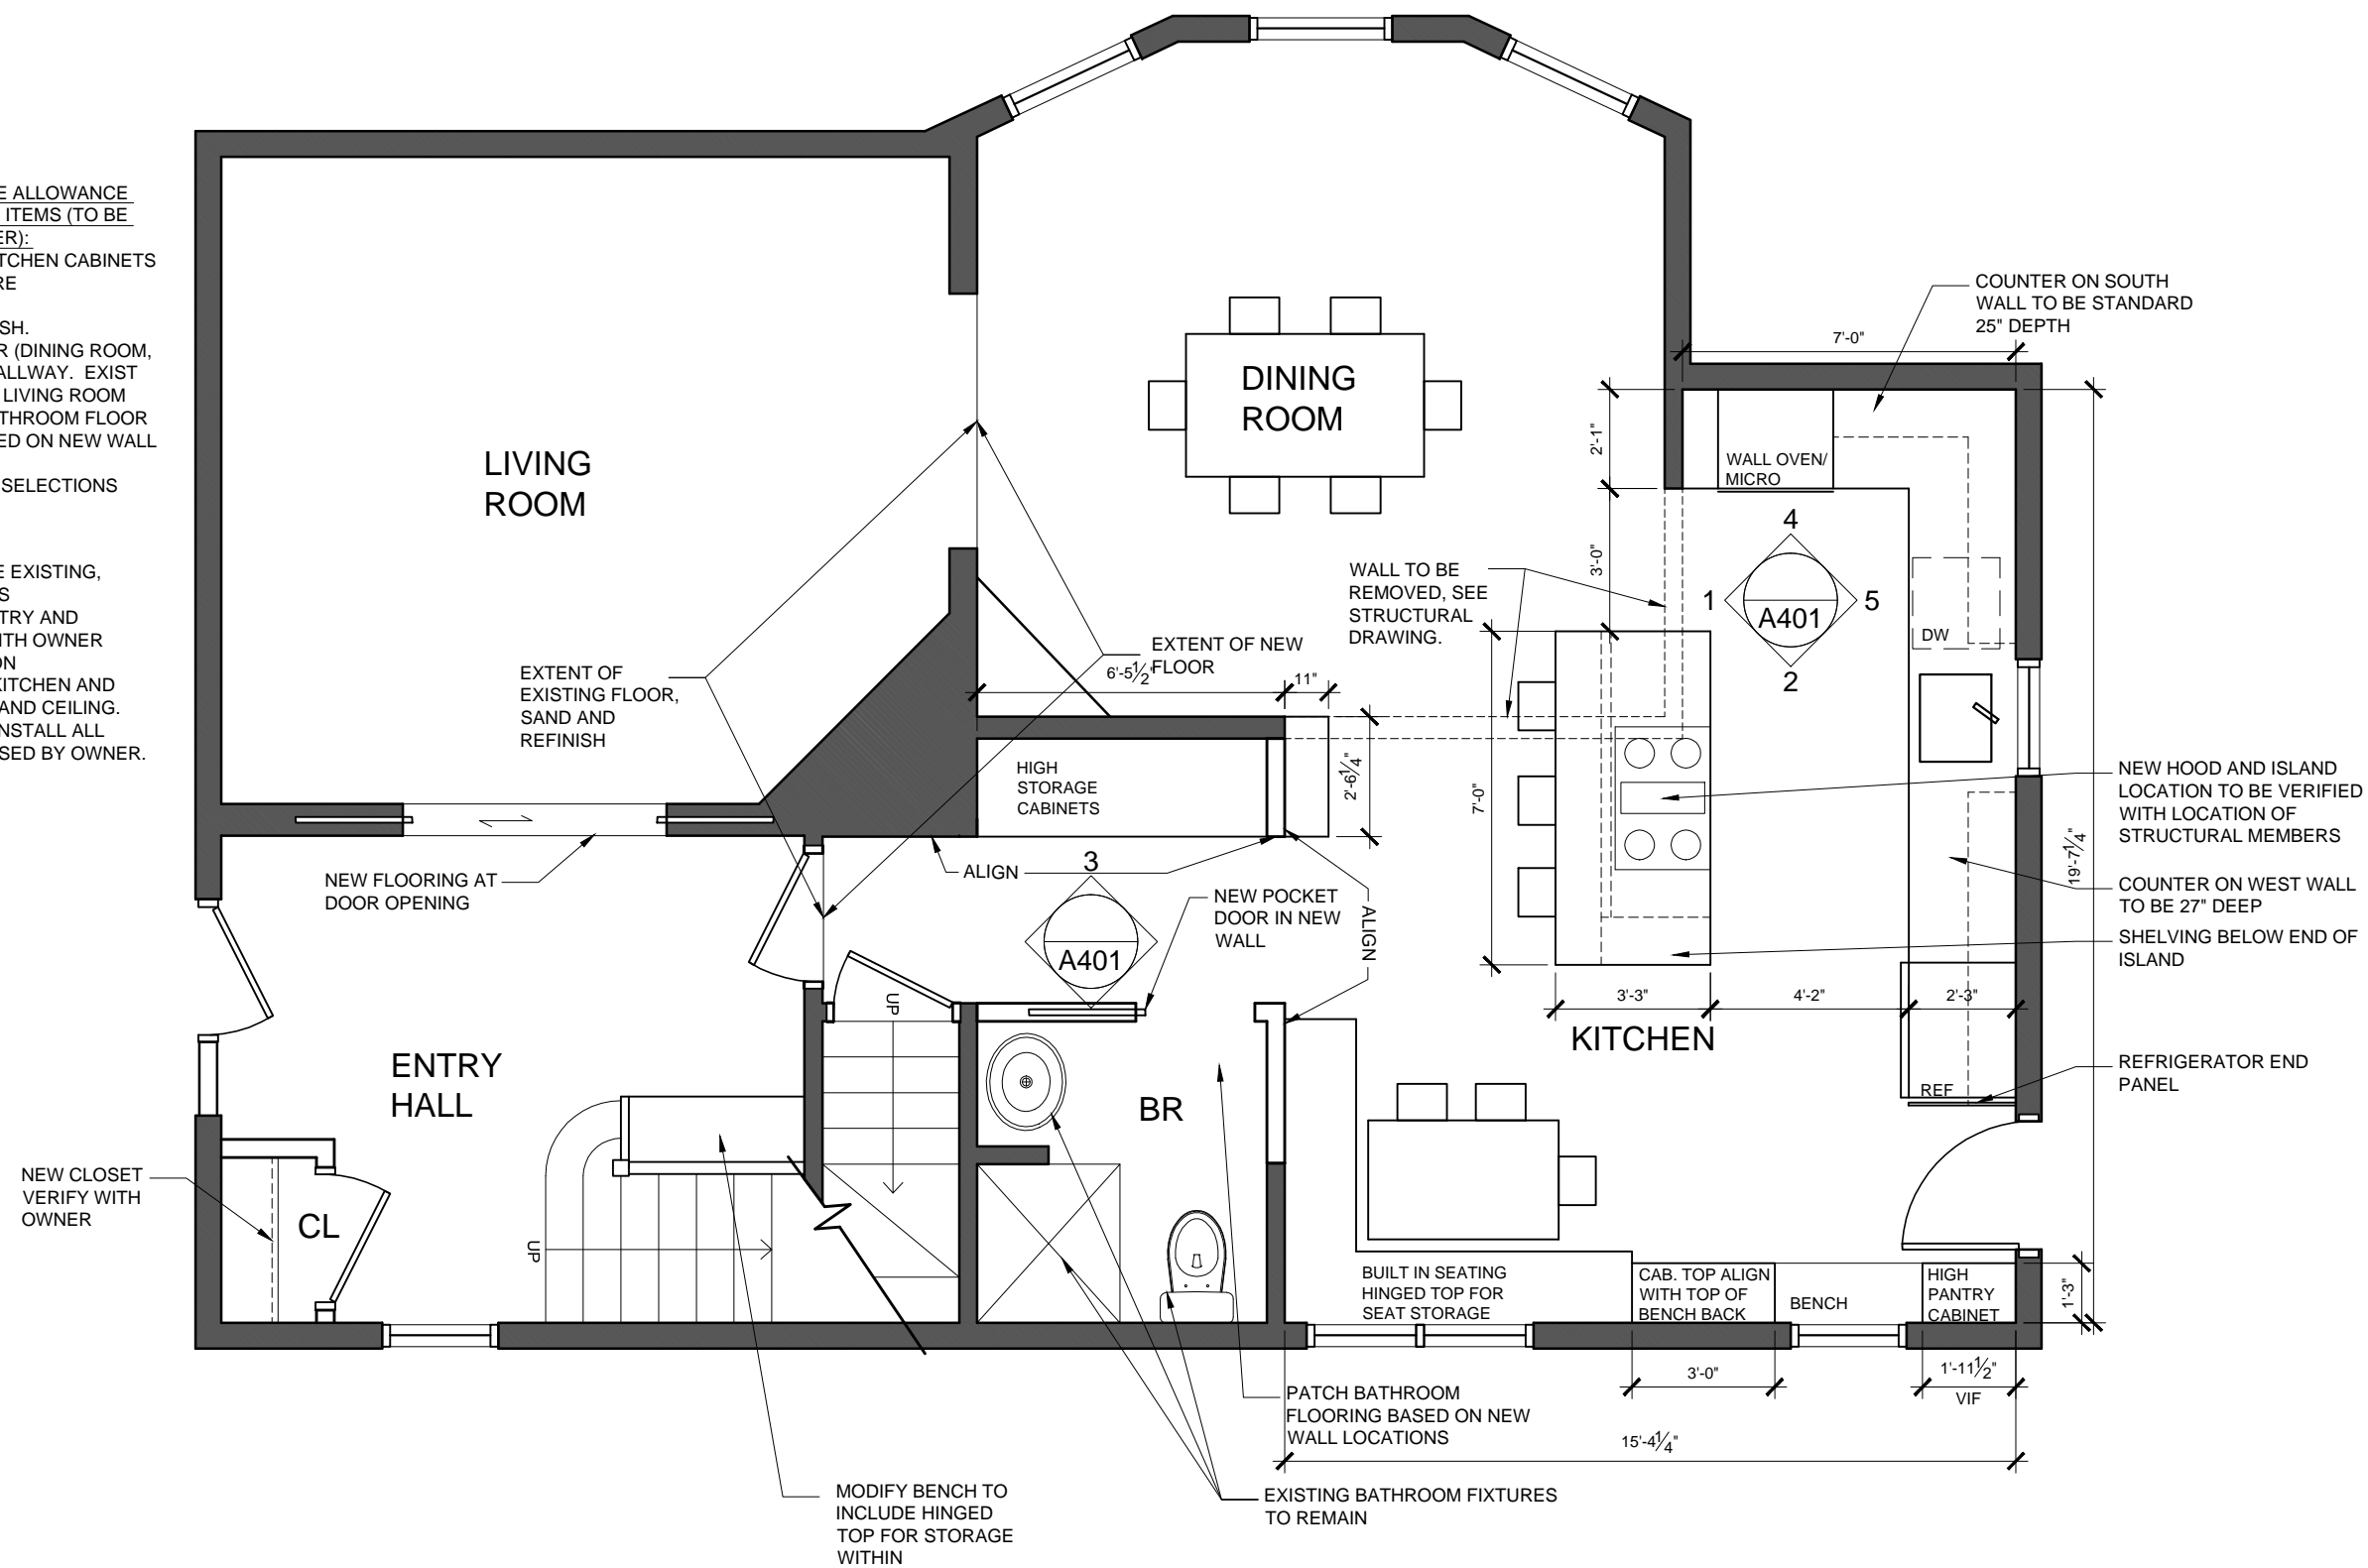 E ALLOWANCE
ITEMS (TO BE
ER):
TCHEN CABINETS
RE
SH.
R (DINING ROOM,
ALLWAY. EXIST
LIVING ROOM
ATHROOM FLOOR
ED ON NEW WALL
SELECTIONS
E EXISTING,
S
TRY AND
ITH OWNER
ON
KITCHEN AND
AND CEILING.
INSTALL ALL
SED BY OWNER.
LIVING
ROOM
DINING
ROOM
COUNTER ON SOUTH
WALL TO BE STANDARD
25" DEPTH
7'-0"
2'-1"
3'-0"
WALL OVEN/
MICRO
4
1
A401
5
2
DW
WALL TO BE
REMOVED, SEE
STRUCTURAL
DRAWING.
EXTENT OF NEW
FLOOR
6'-5½"
11"
EXTENT OF
EXISTING FLOOR,
SAND AND
REFINISH
HIGH
STORAGE
CABINETS
2'-6¼"
7'-0"
NEW HOOD AND ISLAND
LOCATION TO BE VERIFIED
WITH LOCATION OF
STRUCTURAL MEMBERS
19'-7¼"
NEW FLOORING AT
DOOR OPENING
ALIGN
3
A401
NEW POCKET
DOOR IN NEW
WALL
ALIGN
COUNTER ON WEST WALL
TO BE 27" DEEP
SHELVING BELOW END OF
ISLAND
3'-3"
4'-2"
2'-3"
KITCHEN
UP
ENTRY
HALL
BR
REF
REFRIGERATOR END
PANEL
NEW CLOSET
VERIFY WITH
OWNER
CL
UP
BUILT IN SEATING
HINGED TOP FOR
SEAT STORAGE
CAB. TOP ALIGN
WITH TOP OF
BENCH BACK
BENCH
HIGH
PANTRY
CABINET
1'-3"
3'-0"
1'-11½"
VIF
PATCH BATHROOM
FLOORING BASED ON NEW
WALL LOCATIONS
15'-4¼"
MODIFY BENCH TO
INCLUDE HINGED
TOP FOR STORAGE
WITHIN
EXISTING BATHROOM FIXTURES
TO REMAIN